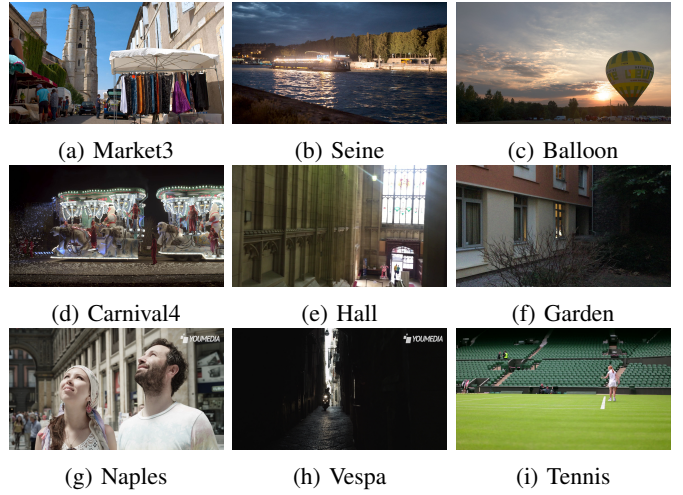 (a) Market3
(b) Seine
(c) Balloon
(d) Carnival4
(e) Hall
(f) Garden
YOUMEDIA
YOUMEDIA
(g) Naples
(h) Vespa
(i) Tennis